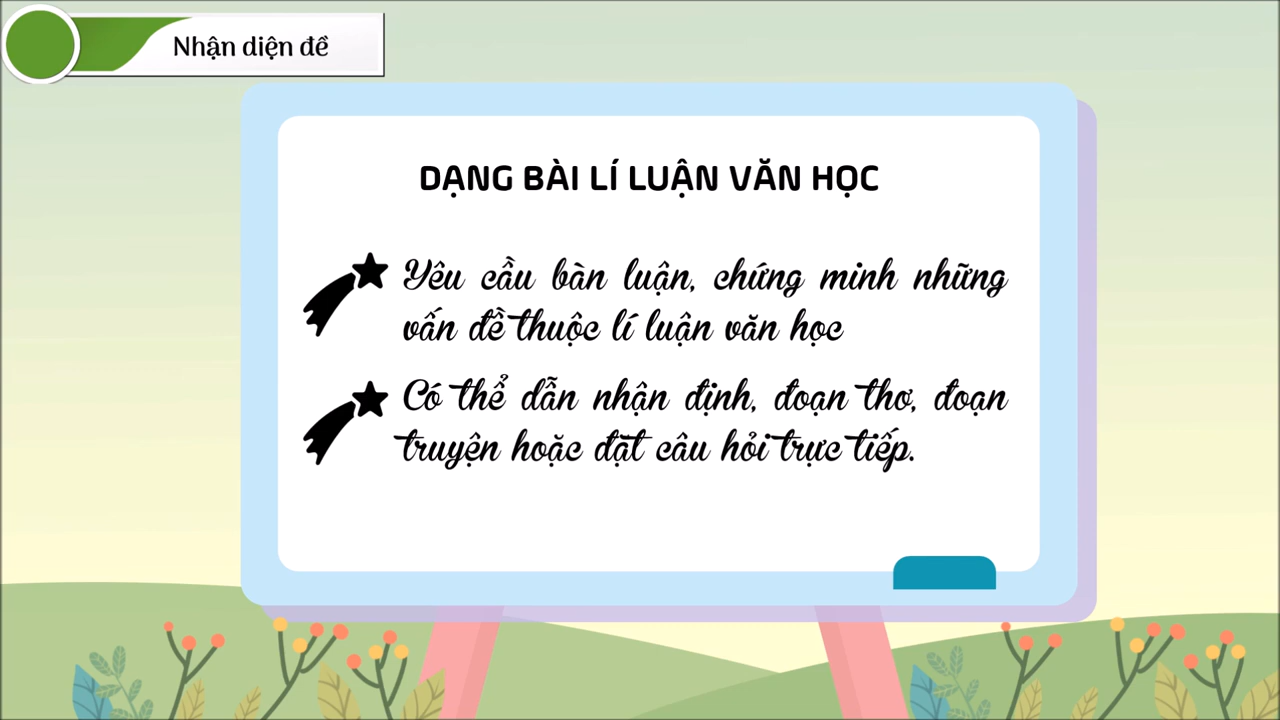 Nhận diện đề
DẠNG BÀI LÍ LUẬN VĂN HỌC
Yêu cầu bàn luận, chứng minh những
vấn đề thuộc lí luận văn học
Có thể dẫn nhận định, đoạn thơ, đoạn
truyện hoặc đặt câu hỏi trực tiếp.